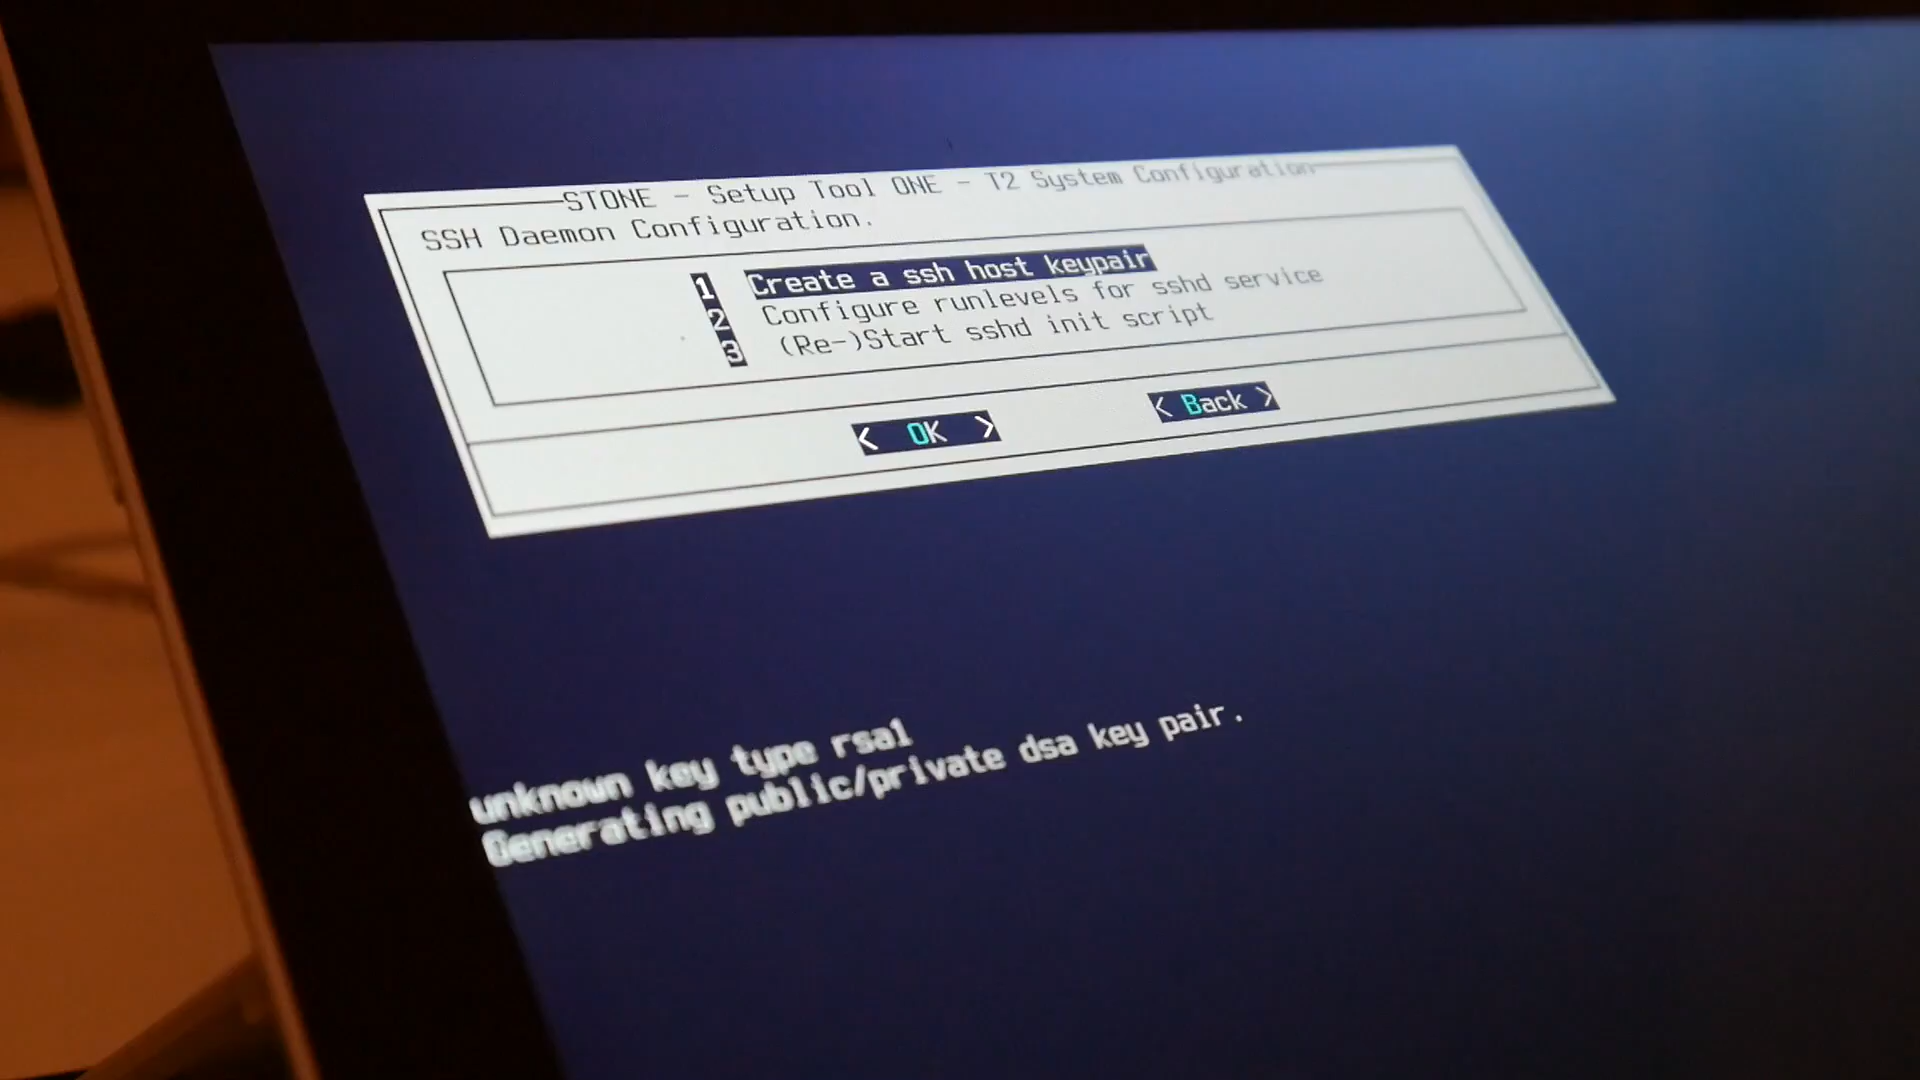 STONE - Setup Tool ONE - T2 System Configuration
SSH Daemon Configuration.
1 Create a ssh host keypair
2 Configure runlevels for sshd service
3 (Re-)Start sshd init script
< OK > < Back >
unknown key type rsa1
Generating public/private dsa key pair.